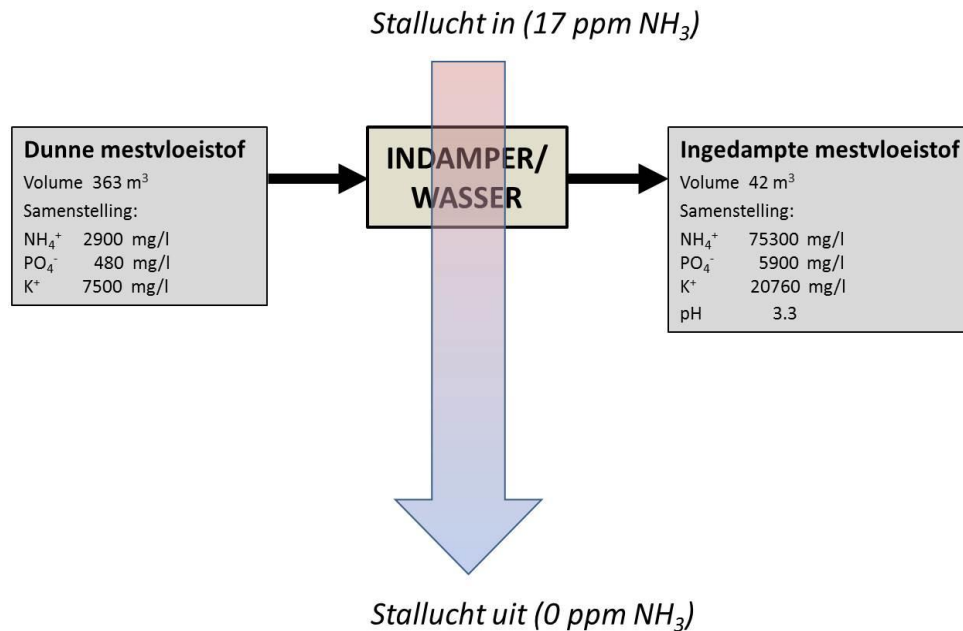 Stallucht in (17 ppm NH₃)
Dunne mestvloeistof
Volume 363 m³
Samenstelling:
NH₄⁺ 2900 mg/l
PO₄⁻ 480 mg/l
K⁺ 7500 mg/l
INDAMPER/
WASSER
Ingedampte mestvloeistof
Volume 42 m³
Samenstelling:
NH₄⁺ 75300 mg/l
PO₄⁻ 5900 mg/l
K⁺ 20760 mg/l
pH 3.3
Stallucht uit (0 ppm NH₃)